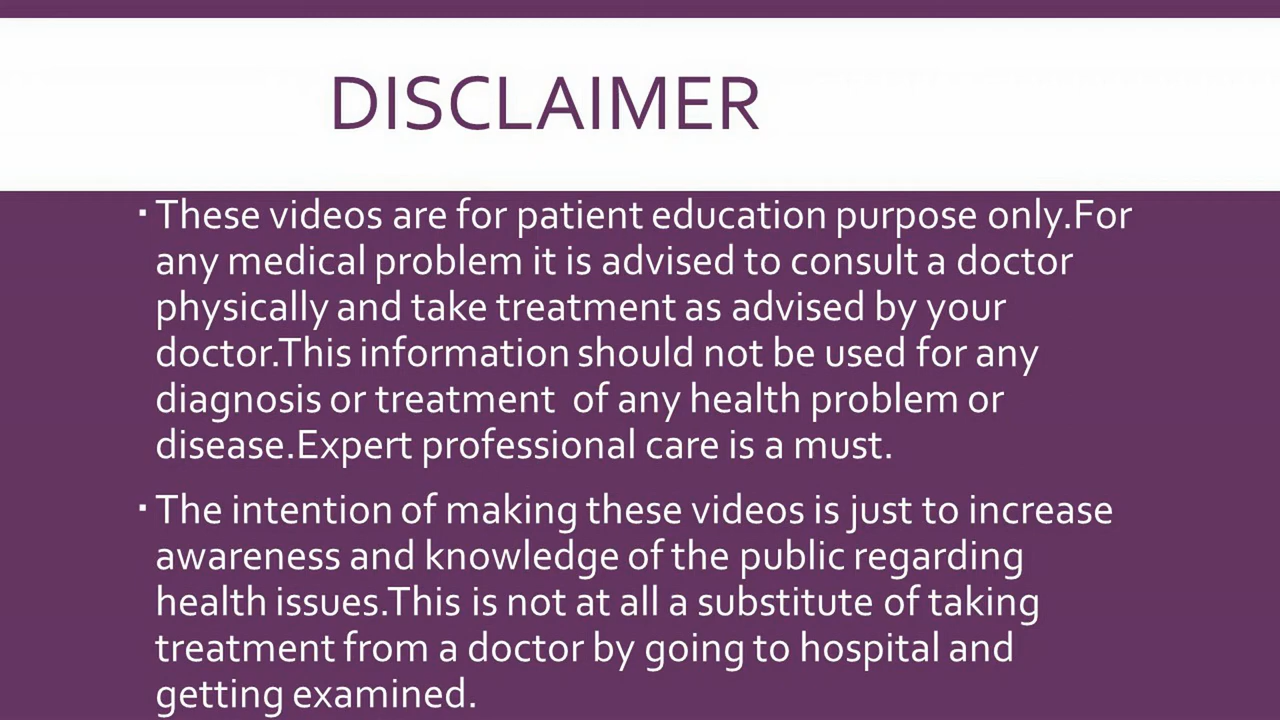 DISCLAIMER
▪ These videos are for patient education purpose only.For
any medical problem it is advised to consult a doctor
physically and take treatment as advised by your
doctor.This information should not be used for any
diagnosis or treatment  of any health problem or
disease.Expert professional care is a must.
▪ The intention of making these videos is just to increase
awareness and knowledge of the public regarding
health issues.This is not at all a substitute of taking
treatment from a doctor by going to hospital and
getting examined.